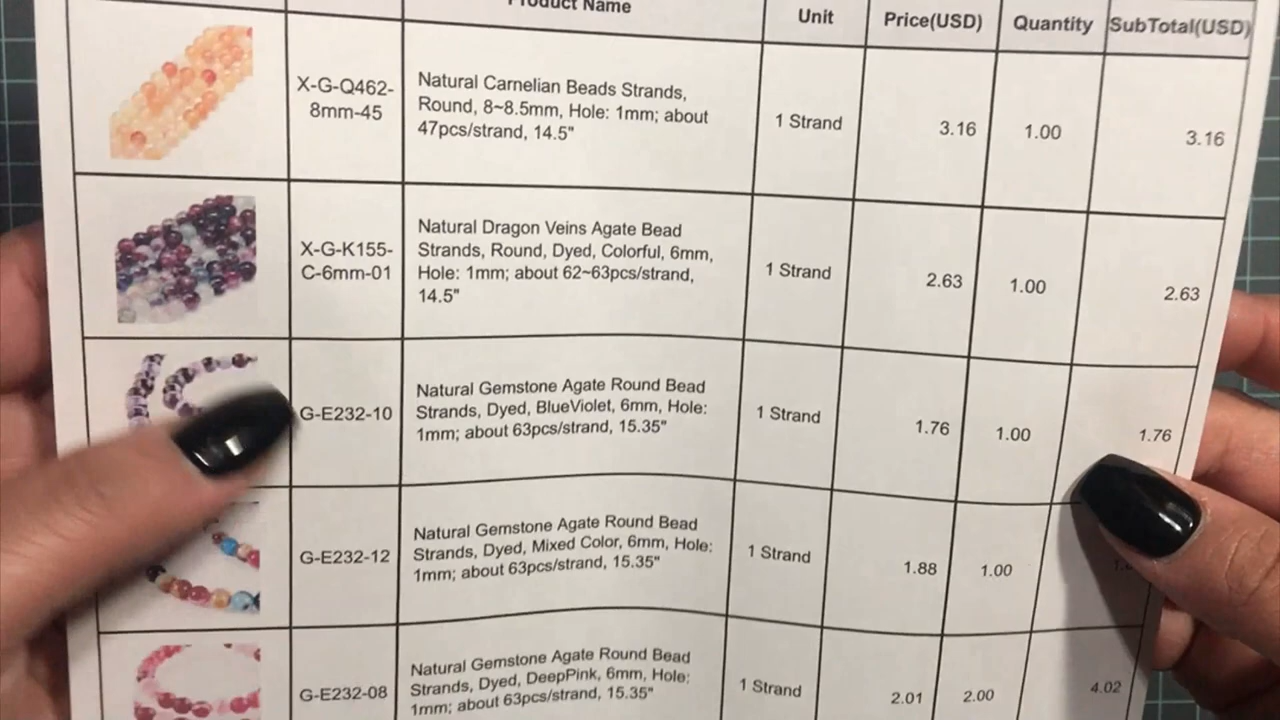 Product Name Unit Price(USD) Quantity SubTotal(USD)
X-G-Q462-
8mm-45
Natural Carnelian Beads Strands,
Round, 8~8.5mm, Hole: 1mm; about
47pcs/strand, 14.5"
1 Strand 3.16 1.00 3.16
X-G-K155-
C-6mm-01
Natural Dragon Veins Agate Bead
Strands, Round, Dyed, Colorful, 6mm,
Hole: 1mm; about 62~63pcs/strand,
14.5"
1 Strand 2.63 1.00 2.63
G-E232-10
Natural Gemstone Agate Round Bead
Strands, Dyed, BlueViolet, 6mm, Hole:
1mm; about 63pcs/strand, 15.35"
1 Strand 1.76 1.00 1.76
G-E232-12
Natural Gemstone Agate Round Bead
Strands, Dyed, Mixed Color, 6mm, Hole:
1mm; about 63pcs/strand, 15.35"
1 Strand 1.88 1.00
G-E232-08
Natural Gemstone Agate Round Bead
Strands, Dyed, DeepPink, 6mm, Hole:
1mm; about 63pcs/strand, 15.35"
1 Strand 2.01 2.00 4.02